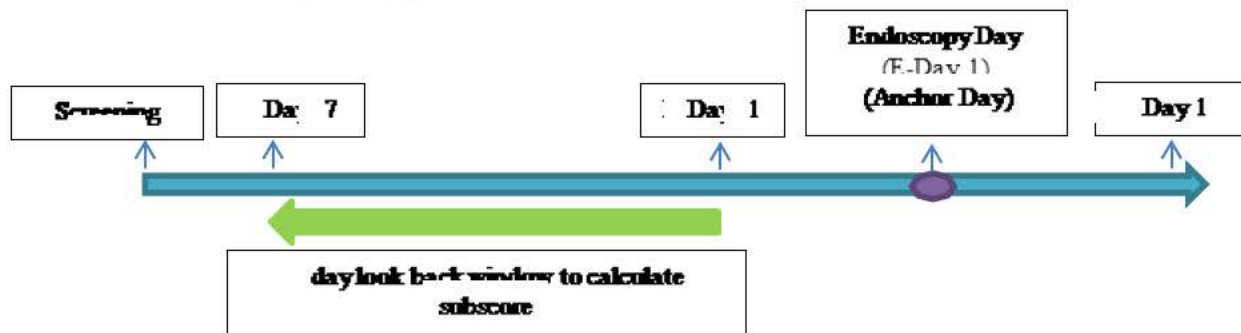 Endoscopy Day
(E-Day 1)
(Anchor Day)
Screening
Day 7
Day 1
Day 1
day look back window to calculate
subscore